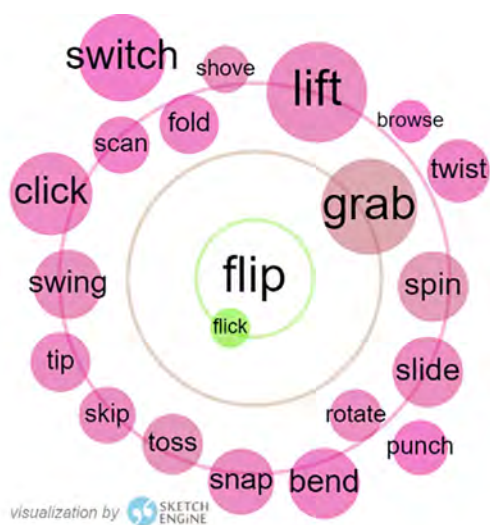 switch
shove
lift
fold
browse
scan
twist
click
grab
flip
swing
spin
flick
tip
slide
skip
rotate
toss
punch
snap
bend
visualization by SKETCH ENGINE